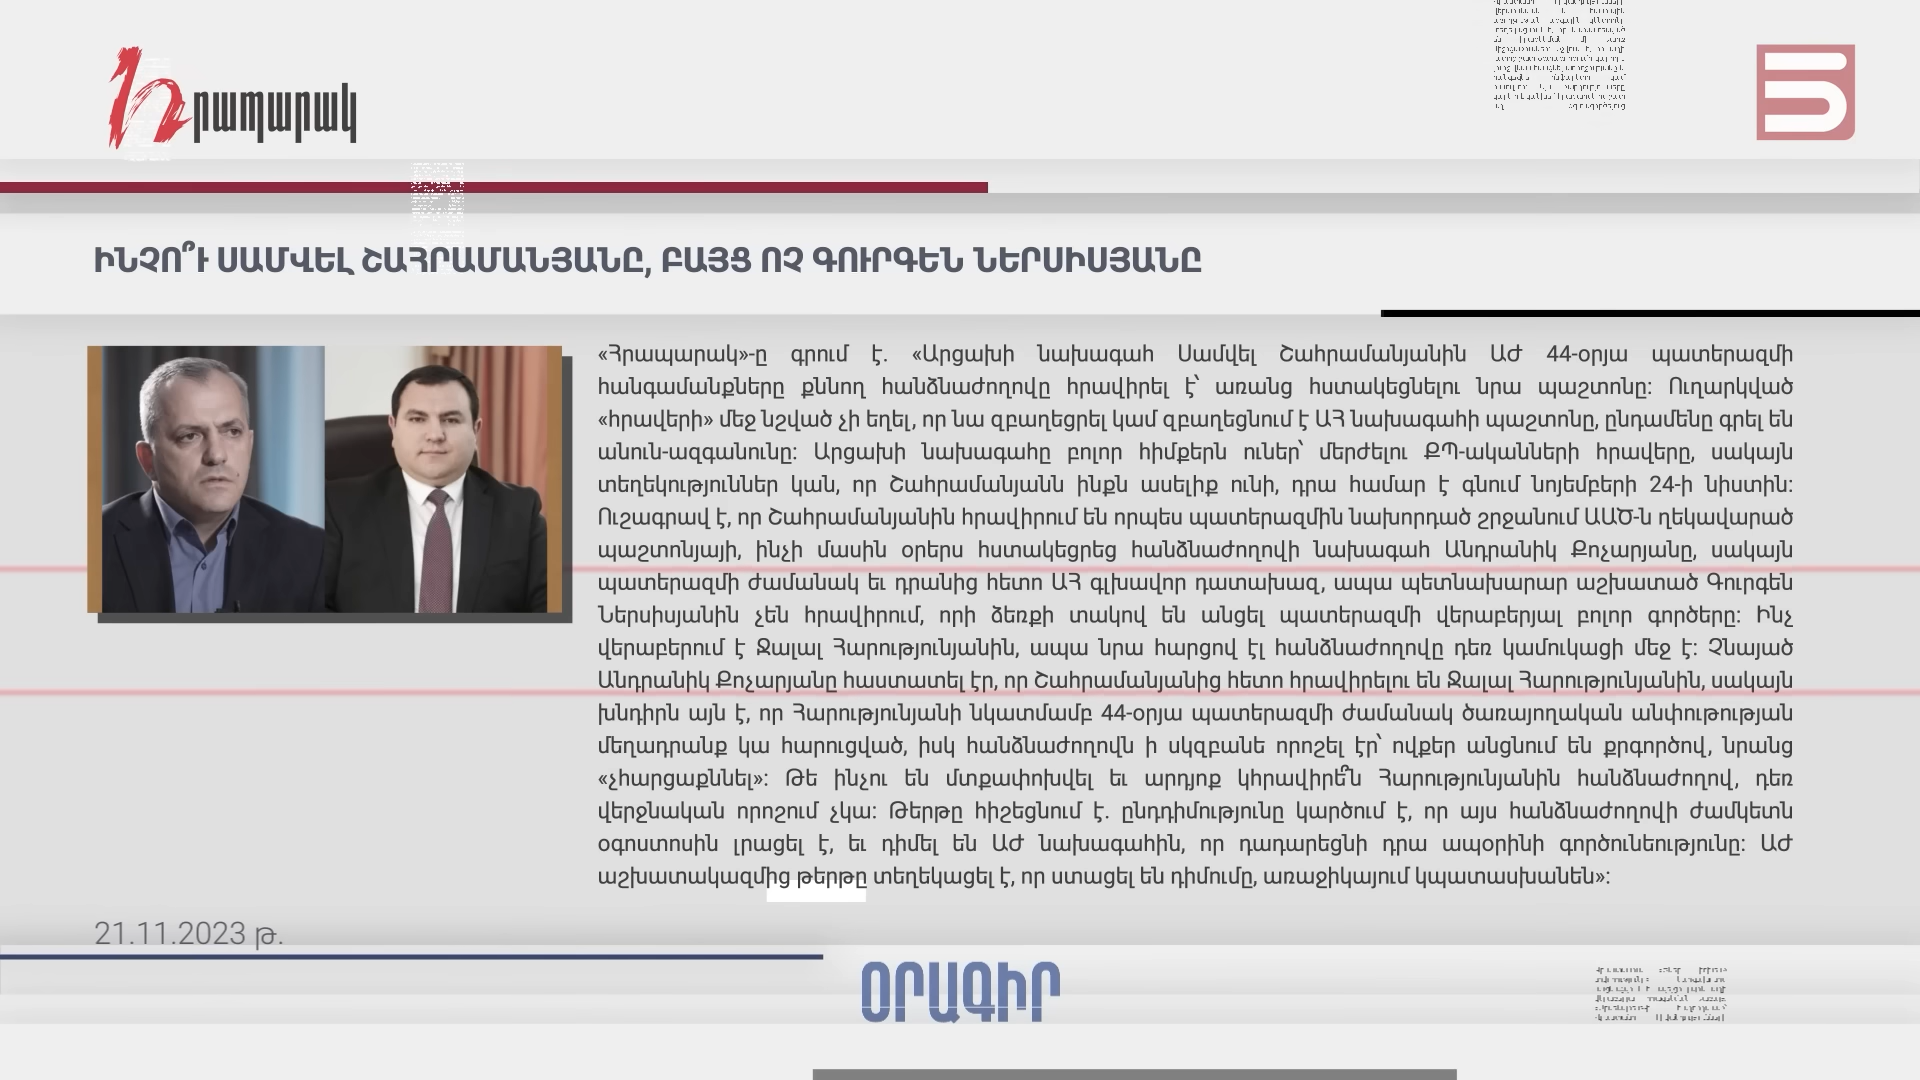 Հրապարակ
5
ԻՆՉՈ՞Ւ ՍԱՄՎԵԼ ՇԱՀՐԱՄԱՆՅԱՆԸ, ԲԱՅՑ ՈՉ ԳՈՒՐԳԵՆ ՆԵՐՍԻՍՅԱՆԸ
«Հրապարակ»-ը գրում է. «Արցախի նախագահ Սամվել Շահրամանյանին ԱԺ 44-օրյա պատերազմի
հանգամանքները քննող հանձնաժողովը հրավիրել է՝ առանց հստակեցնելու նրա պաշտոնը: Ուղարկված
«հրավերի» մեջ նշված չի եղել, որ նա զբաղեցրել կամ զբաղեցնում է ԱՀ նախագահի պաշտոնը, ընդամենը գրել են
անուն-ազգանունը: Արցախի նախագահը բոլոր հիմքերն ուներ՝ մերժելու ՔՊ-ականների հրավերը, սակայն
տեղեկություններ կան, որ Շահրամանյանն ինքն ասելիք ունի, դրա համար է գնում նոյեմբերի 24-ի նիստին:
Ուշագրավ է, որ Շահրամանյանին հրավիրում են որպես պատերազմին նախորդած շրջանում ԱԱԾ-ն ղեկավարած
պաշտոնյայի, ինչի մասին օրերս հստակեցրեց հանձնաժողովի նախագահ Անդրանիկ Քոչարյանը, սակայն
պատերազմի ժամանակ եւ դրանից հետո ԱՀ գլխավոր դատախազ, ապա պետնախարար աշխատած Գուրգեն
Ներսիսյանին չեն հրավիրում, որի ձեռքի տակով են անցել պատերազմի վերաբերյալ բոլոր գործերը: Ինչ
վերաբերում է Ջալալ Հարությունյանին, ապա նրա հարցով էլ հանձնաժողովը դեռ կամուկացի մեջ է: Չնայած
Անդրանիկ Քոչարյանը հաստատել էր, որ Շահրամանյանից հետո հրավիրելու են Ջալալ Հարությունյանին, սակայն
խնդիրն այն է, որ Հարությունյանի նկատմամբ 44-օրյա պատերազմի ժամանակ ծառայողական անփութության
մեղադրանք կա հարուցված, իսկ հանձնաժողովն ի սկզբանե որոշել էր՝ ովքեր անցնում են քրգործով, նրանց
«չհարցաքննել»: Թե ինչու են մտքափոխվել եւ արդյոք կհրավիրե՞ն Հարությունյանին հանձնաժողով, դեռ
վերջնական որոշում չկա: Թերթը հիշեցնում է. ընդդիմությունը կարծում է, որ այս հանձնաժողովի ժամկետն
օգոստոսին լրացել է, եւ դիմել են ԱԺ նախագահին, որ դադարեցնի դրա ապօրինի գործունեությունը: ԱԺ
աշխատակազմից թերթը տեղեկացել է, որ ստացել են դիմումը, առաջիկայում կպատասխանեն»:
21.11.2023 թ.
ՕՐԱԳԻՐ